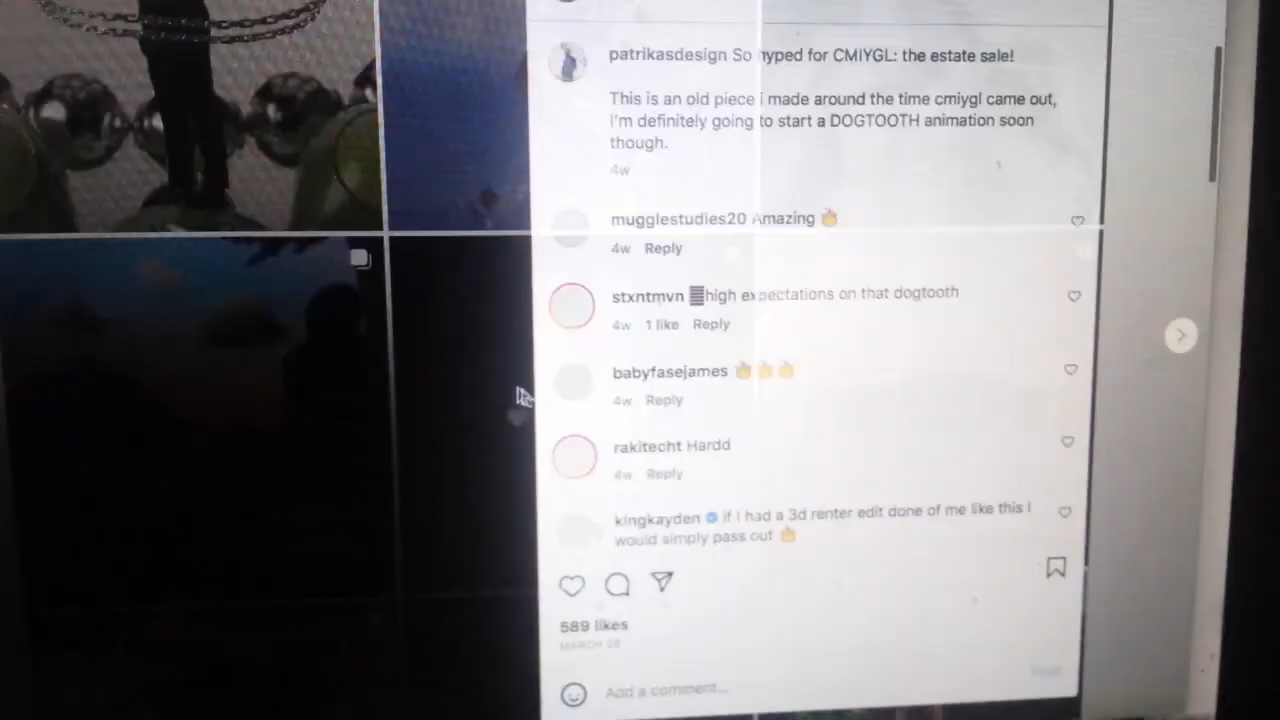 patrikasdesign So hyped for CMIYGL: the estate sale!
This is an old piece i made around the time cmiygl came out,
I'm definitely going to start a DOGTOOTH animation soon
though.
4w
mugglestudies20 Amazing
4w Reply
stxntmvn high expectations on that dogtooth
4w 1 like Reply
babyfasejames
4w Reply
rakitecht Hardd
4w Reply
kingkayden if I had a 3d renter edit done of me like this I
would simply pass out
589 likes
MARCH 28
Add a comment...